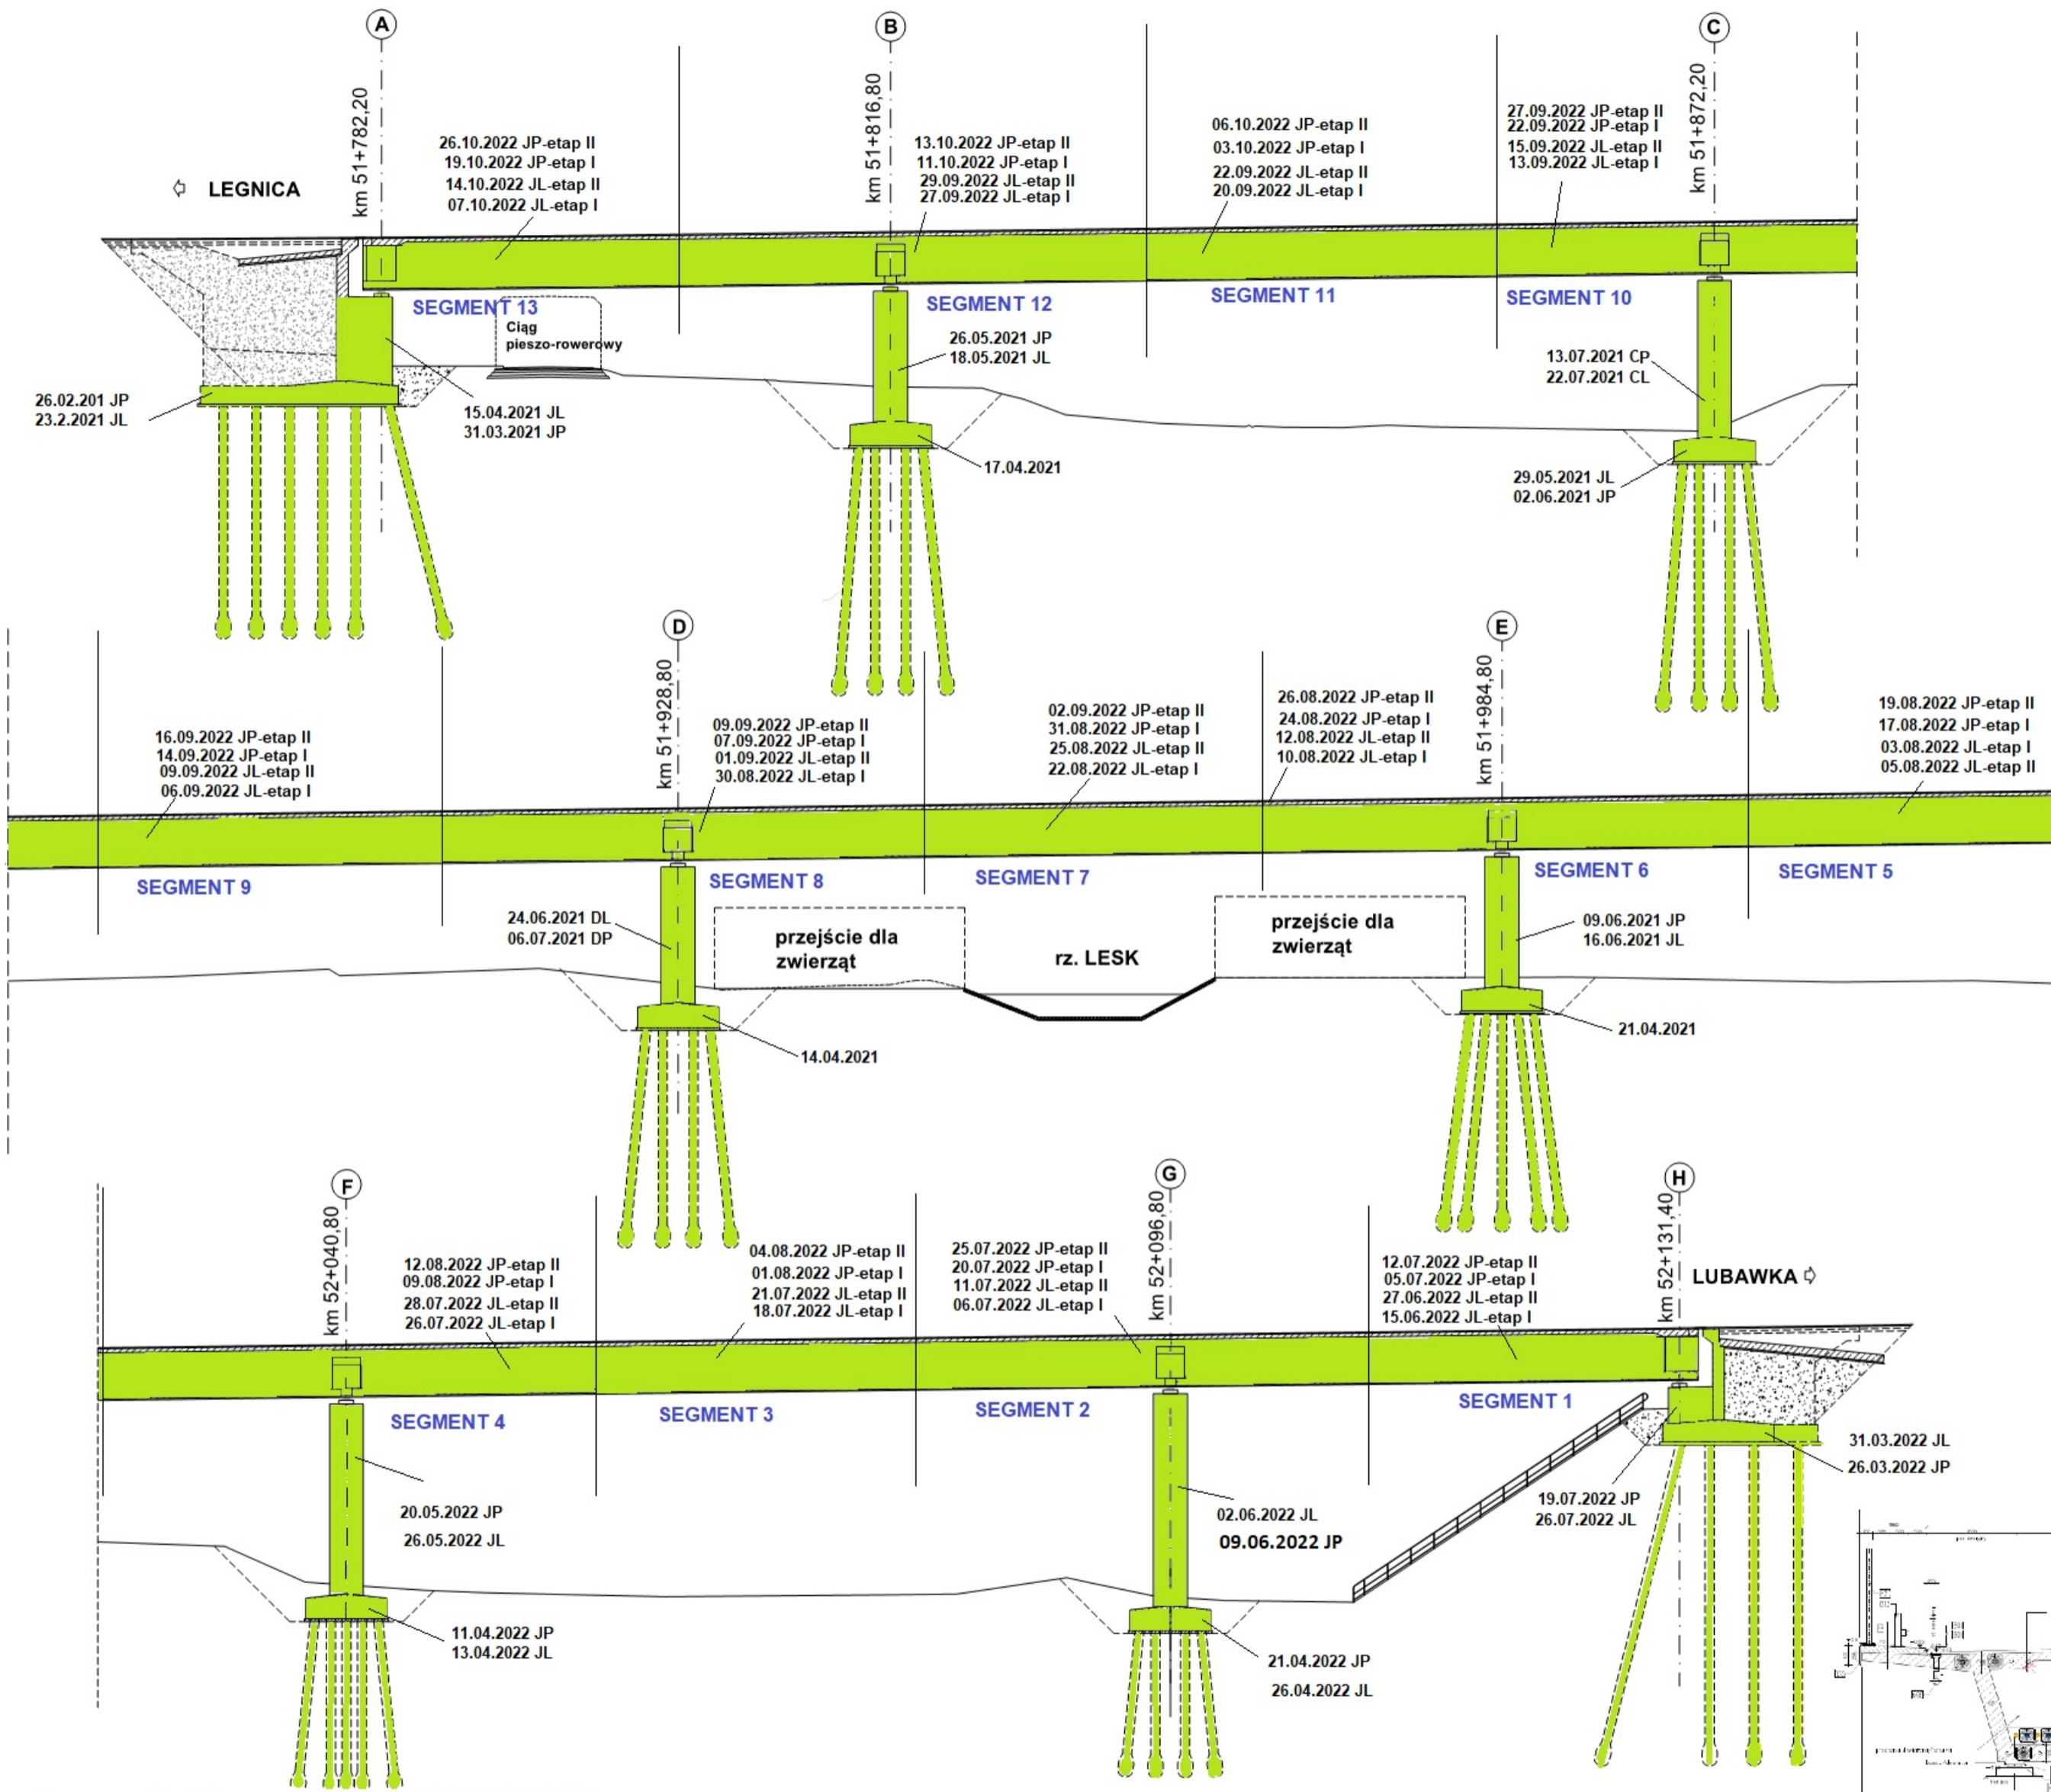 A
B
C
km 51+782,20
km 51+816,80
km 51+872,20
LEGNICA
26.10.2022 JP-etap II
19.10.2022 JP-etap I
14.10.2022 JL-etap II
07.10.2022 JL-etap I
13.10.2022 JP-etap II
11.10.2022 JP-etap I
29.09.2022 JL-etap II
27.09.2022 JL-etap I
06.10.2022 JP-etap II
03.10.2022 JP-etap I
22.09.2022 JL-etap II
20.09.2022 JL-etap I
27.09.2022 JP-etap II
22.09.2022 JP-etap I
15.09.2022 JL-etap II
13.09.2022 JL-etap I
SEGMENT 13
SEGMENT 12
SEGMENT 11
SEGMENT 10
Ciąg
pieszo-rowerowy
26.05.2021 JP
18.05.2021 JL
13.07.2021 CP
22.07.2021 CL
26.02.201 JP
23.2.2021 JL
15.04.2021 JL
31.03.2021 JP
17.04.2021
29.05.2021 JL
02.06.2021 JP
D
E
km 51+928,80
km 51+984,80
16.09.2022 JP-etap II
14.09.2022 JP-etap I
09.09.2022 JL-etap II
06.09.2022 JL-etap I
09.09.2022 JP-etap II
07.09.2022 JP-etap I
01.09.2022 JL-etap II
30.08.2022 JL-etap I
02.09.2022 JP-etap II
31.08.2022 JP-etap I
25.08.2022 JL-etap II
22.08.2022 JL-etap I
26.08.2022 JP-etap II
24.08.2022 JP-etap I
12.08.2022 JL-etap II
10.08.2022 JL-etap I
19.08.2022 JP-etap II
17.08.2022 JP-etap I
03.08.2022 JL-etap I
05.08.2022 JL-etap II
SEGMENT 9
SEGMENT 8
SEGMENT 7
SEGMENT 6
SEGMENT 5
24.06.2021 DL
06.07.2021 DP
przejście dla
zwierząt
rz. LESK
przejście dla
zwierząt
09.06.2021 JP
16.06.2021 JL
14.04.2021
21.04.2021
F
G
H
km 52+040,80
km 52+096,80
km 52+131,40
LUBAWKA
12.08.2022 JP-etap II
09.08.2022 JP-etap I
28.07.2022 JL-etap II
26.07.2022 JL-etap I
04.08.2022 JP-etap II
01.08.2022 JP-etap I
21.07.2022 JL-etap II
18.07.2022 JL-etap I
25.07.2022 JP-etap II
20.07.2022 JP-etap I
11.07.2022 JL-etap II
06.07.2022 JL-etap I
12.07.2022 JP-etap II
05.07.2022 JP-etap I
27.06.2022 JL-etap II
15.06.2022 JL-etap I
SEGMENT 4
SEGMENT 3
SEGMENT 2
SEGMENT 1
20.05.2022 JP
26.05.2022 JL
02.06.2022 JL
09.06.2022 JP
19.07.2022 JP
26.07.2022 JL
31.03.2022 JL
26.03.2022 JP
11.04.2022 JP
13.04.2022 JL
21.04.2022 JP
26.04.2022 JL